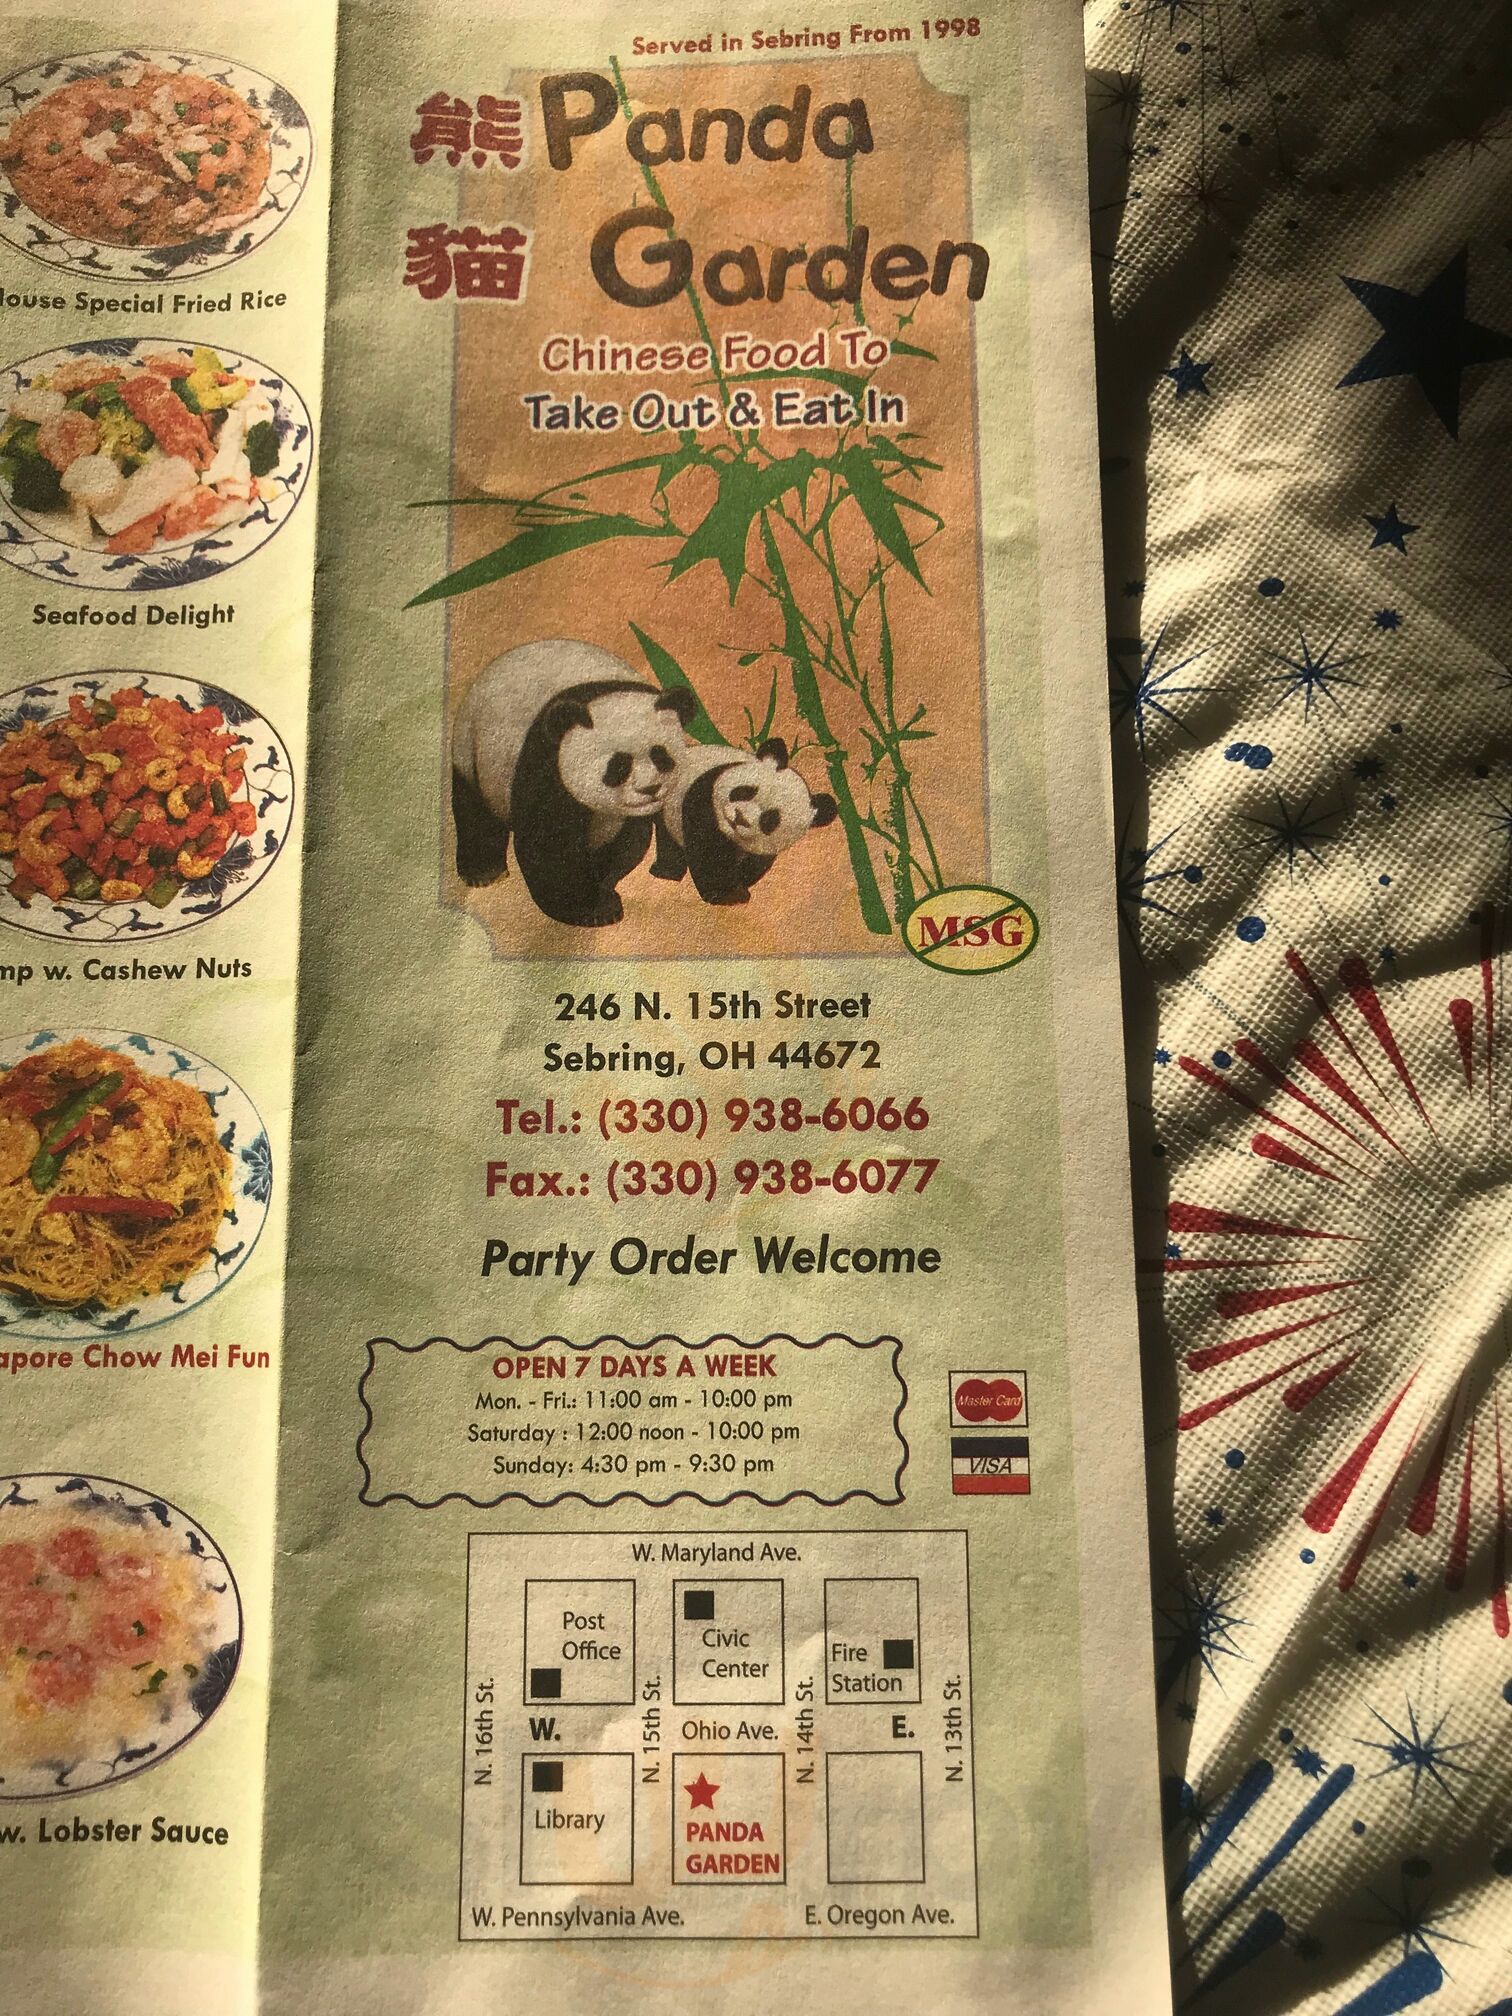 Served in Sebring From 1998
熊 Panda
貓 Garden
Chinese Food To
Take Out & Eat In
MSG
246 N. 15th Street
Sebring, OH 44672
Tel.: (330) 938-6066
Fax.: (330) 938-6077
Party Order Welcome
OPEN 7 DAYS A WEEK
Mon. - Fri.: 11:00 am - 10:00 pm
Saturday : 12:00 noon - 10:00 pm
Sunday: 4:30 pm - 9:30 pm
Master Card
VISA
W. Maryland Ave.
Post
Office
Civic
Center
Fire
Station
N. 16th St.
W.
N. 15th St.
Ohio Ave.
N. 14th St.
E.
N. 13th St.
Library
PANDA
GARDEN
W. Pennsylvania Ave.
E. Oregon Ave.
Special Fried Rice
Seafood Delight
w. Cashew Nuts
Chow Mei Fun
w. Lobster Sauce